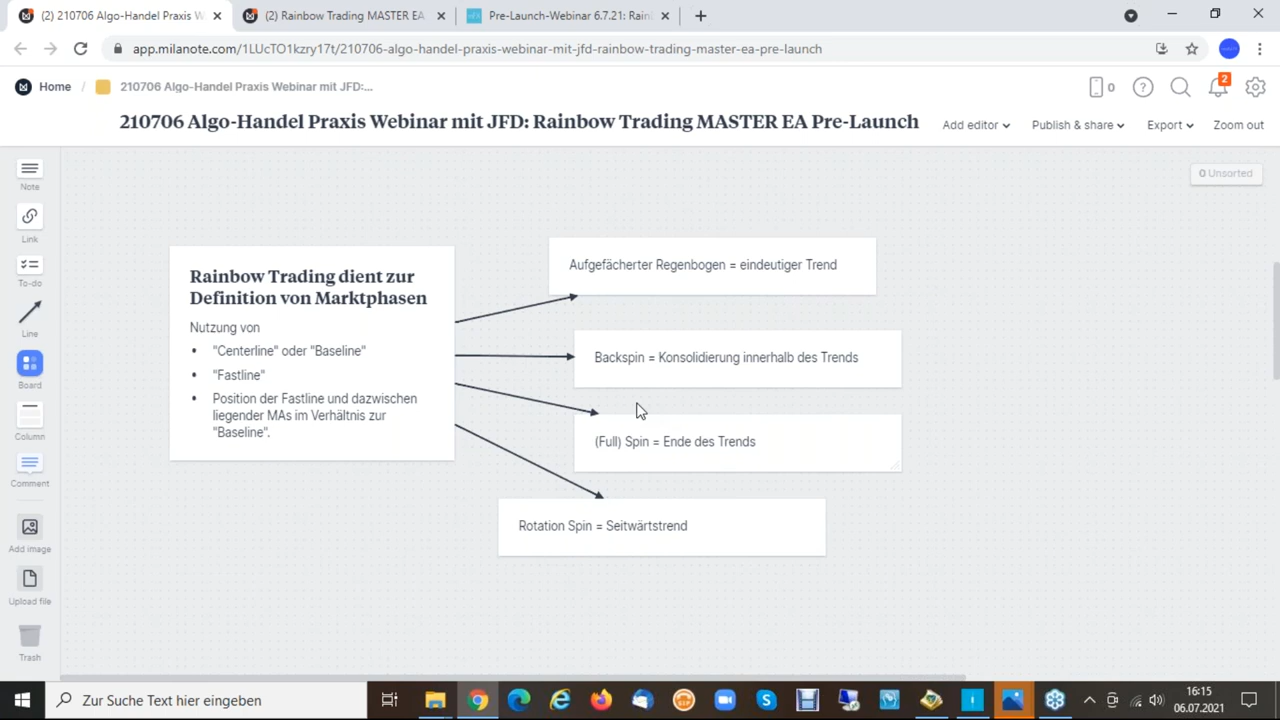 (2) 210706 Algo-Handel Praxis W
(2) Rainbow Trading MASTER EA
Pre-Launch-Webinar 6.7.21: Rain
app.milanote.com/1LUcTO1kzry17t/210706-algo-handel-praxis-webinar-mit-jfd-rainbow-trading-master-ea-pre-launch
Home / 210706 Algo-Handel Praxis Webinar mit JFD:...
0
2
210706 Algo-Handel Praxis Webinar mit JFD: Rainbow Trading MASTER EA Pre-Launch
Add editor
Publish & share
Export
Zoom out
Note
Link
To-do
Line
Board
Column
Comment
Add image
Upload file
Trash
0 Unsorted
Rainbow Trading dient zur
Definition von Marktphasen
Nutzung von
• "Centerline" oder "Baseline"
• "Fastline"
• Position der Fastline und dazwischen
liegender MAs im Verhältnis zur
"Baseline".
Aufgefächerter Regenbogen = eindeutiger Trend
Backspin = Konsolidierung innerhalb des Trends
(Full) Spin = Ende des Trends
Rotation Spin = Seitwärtstrend
Zur Suche Text hier eingeben
16:15
06.07.2021